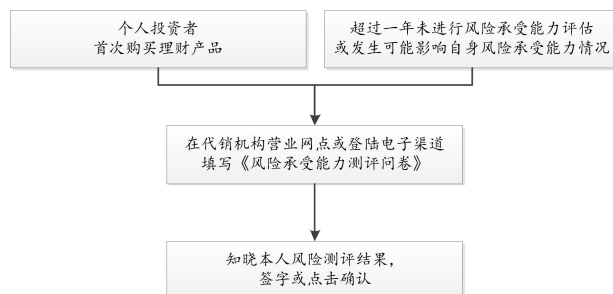 个人投资者
首次购买理财产品
超过一年未进行风险承受能力评估
或发生可能影响自身风险承受能力情况
在代销机构营业网点或登陆电子渠道
填写《风险承受能力测评问卷》
知晓本人风险测评结果，
签字或点击确认